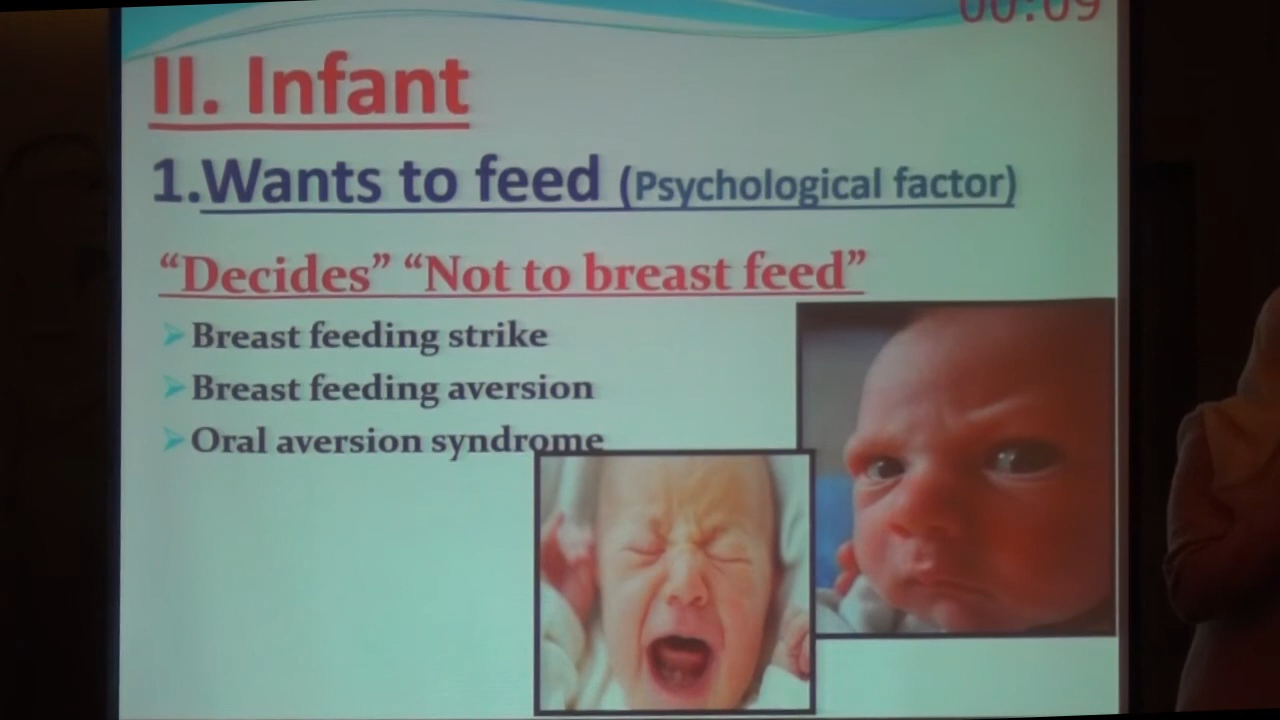 00:09
II. Infant
1.Wants to feed (Psychological factor)
“Decides” “Not to breast feed”
Breast feeding strike
Breast feeding aversion
Oral aversion syndrome